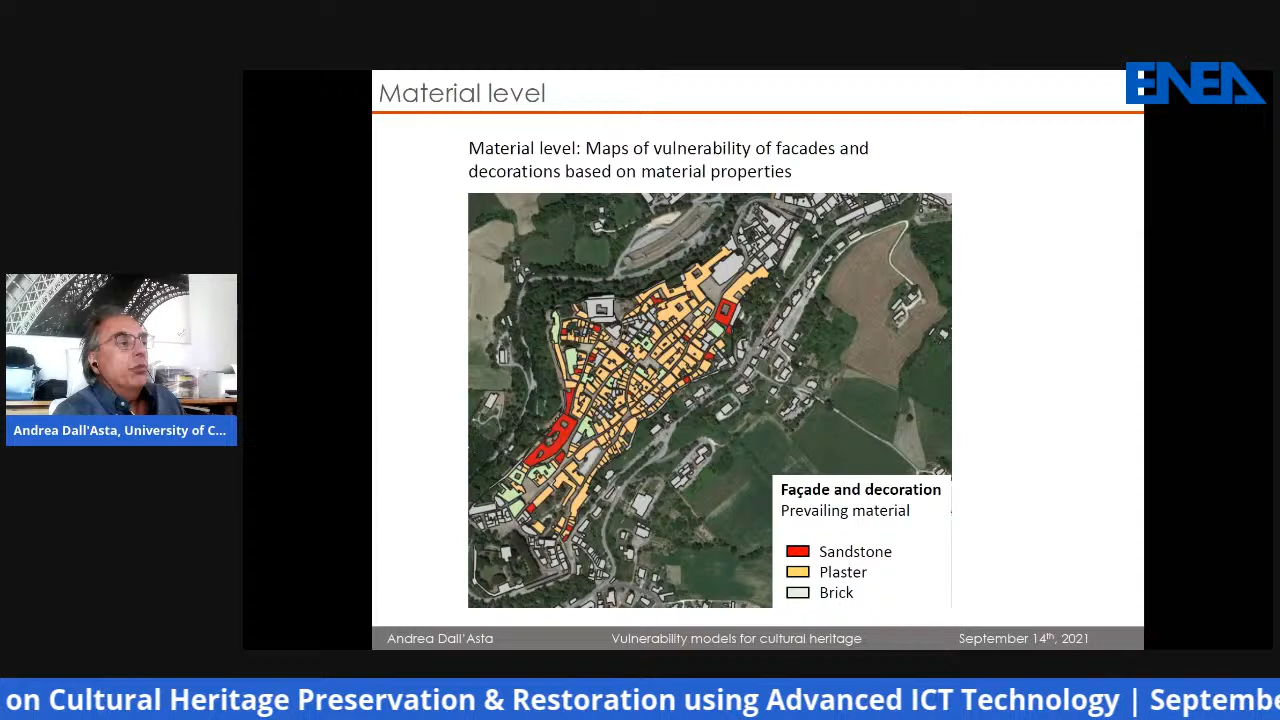 ENEA
Material level
Material level: Maps of vulnerability of facades and
decorations based on material properties
Façade and decoration
Prevailing material
Sandstone
Plaster
Brick
Andrea Dall'Asta, University of C...
Andrea Dall'Asta Vulnerability models for cultural heritage September 14th, 2021
on Cultural Heritage Preservation & Restoration using Advanced ICT Technology | Septembe